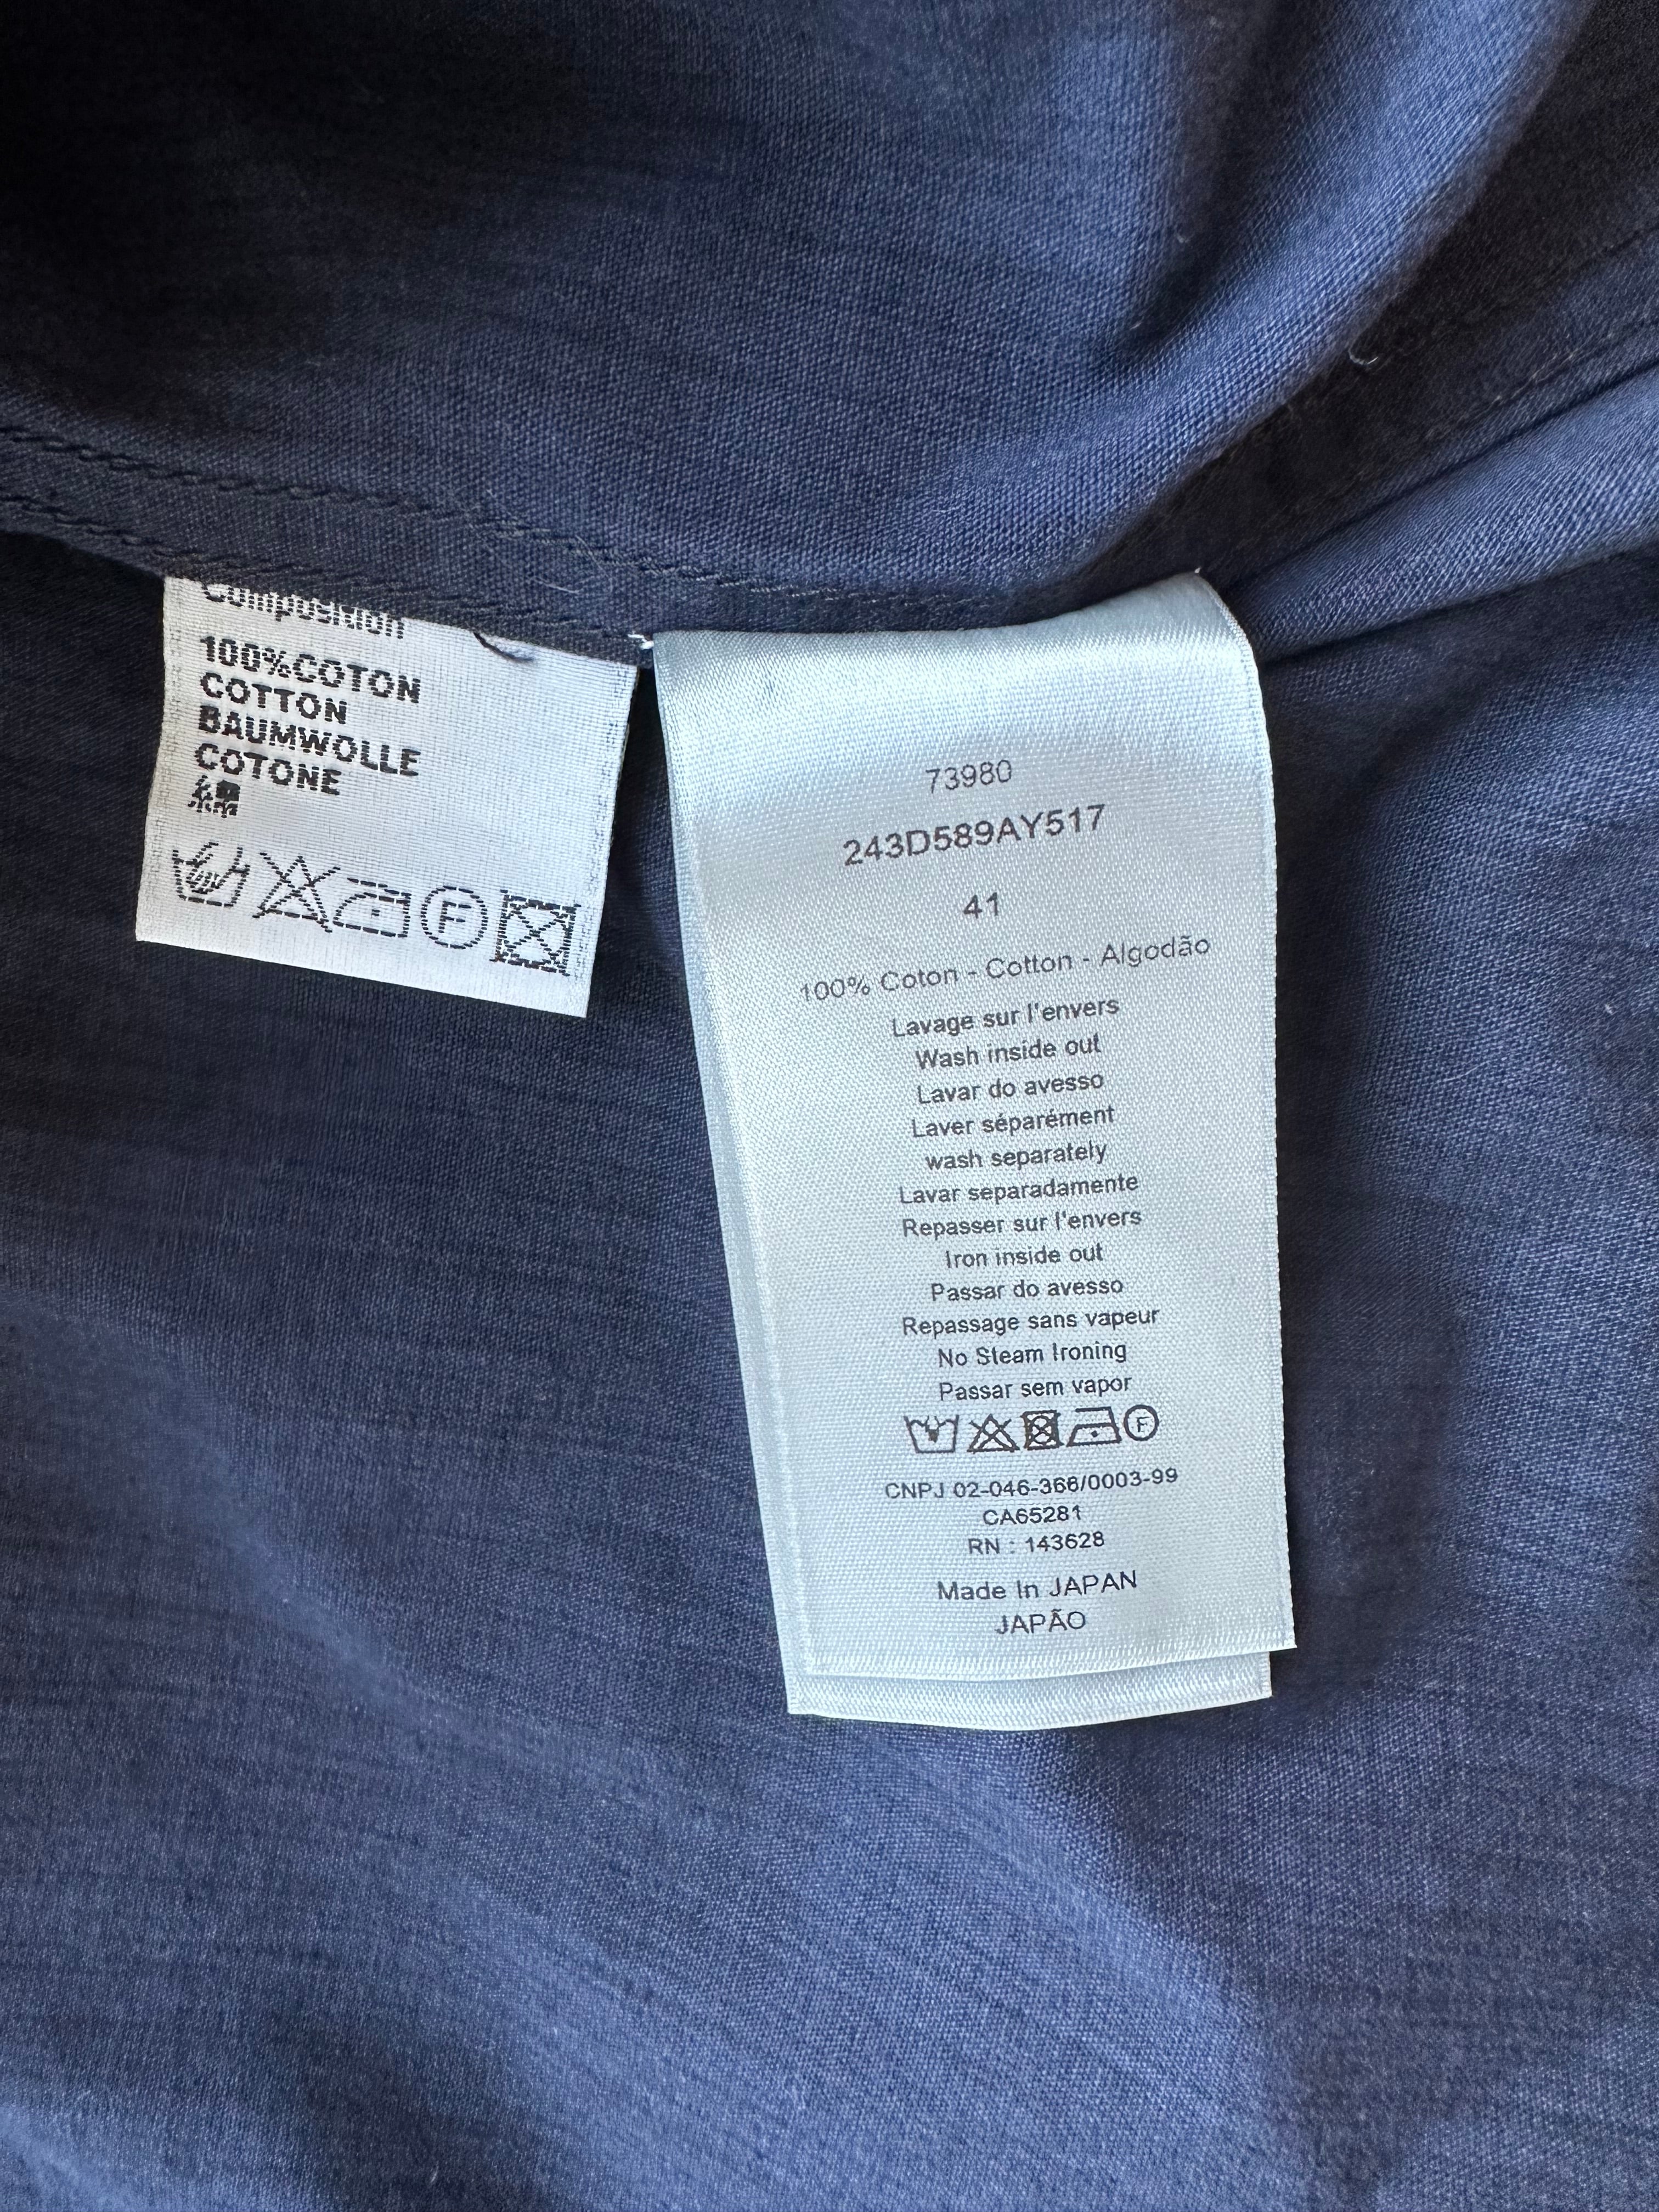 Composition
100%COTON
COTTON
BAUMWOLLE
COTONE
綿
F
73980
243D589AY517
41
100% Coton - Cotton - Algodão
Lavage sur l'envers
Wash inside out
Lavar do avesso
Laver séparément
wash separately
Lavar separadamente
Repasser sur l'envers
Iron inside out
Passar do avesso
Repassage sans vapeur
No Steam Ironing
Passar sem vapor
F
CNPJ 02-046-368/0003-99
CA65281
RN : 143628
Made In JAPAN
JAPÃO